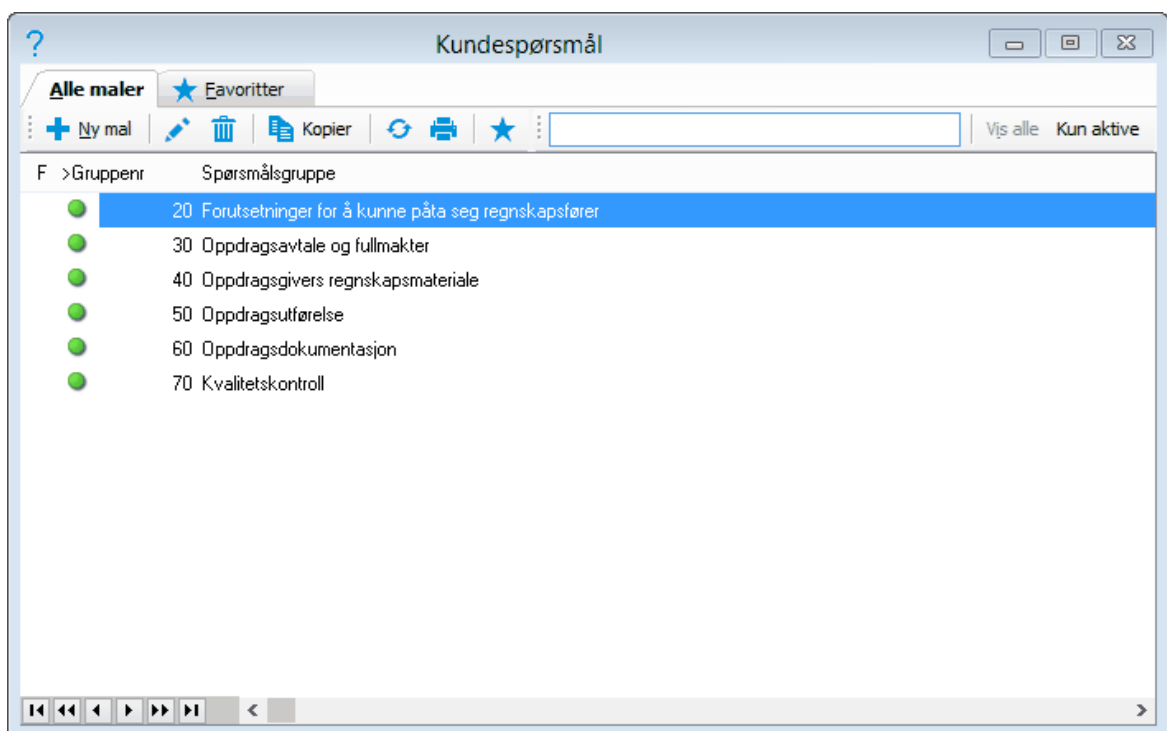 Kundespørsmål
Alle maler Favoritter
Ny mal Kopier Vis alle Kun aktive
F >Gruppenr Spørsmålsgruppe
20 Forutsetninger for å kunne påta seg regnskapsfører
30 Oppdragsavtale og fullmakter
40 Oppdragsgivers regnskapsmateriale
50 Oppdragsutførelse
60 Oppdragsdokumentasjon
70 Kvalitetskontroll